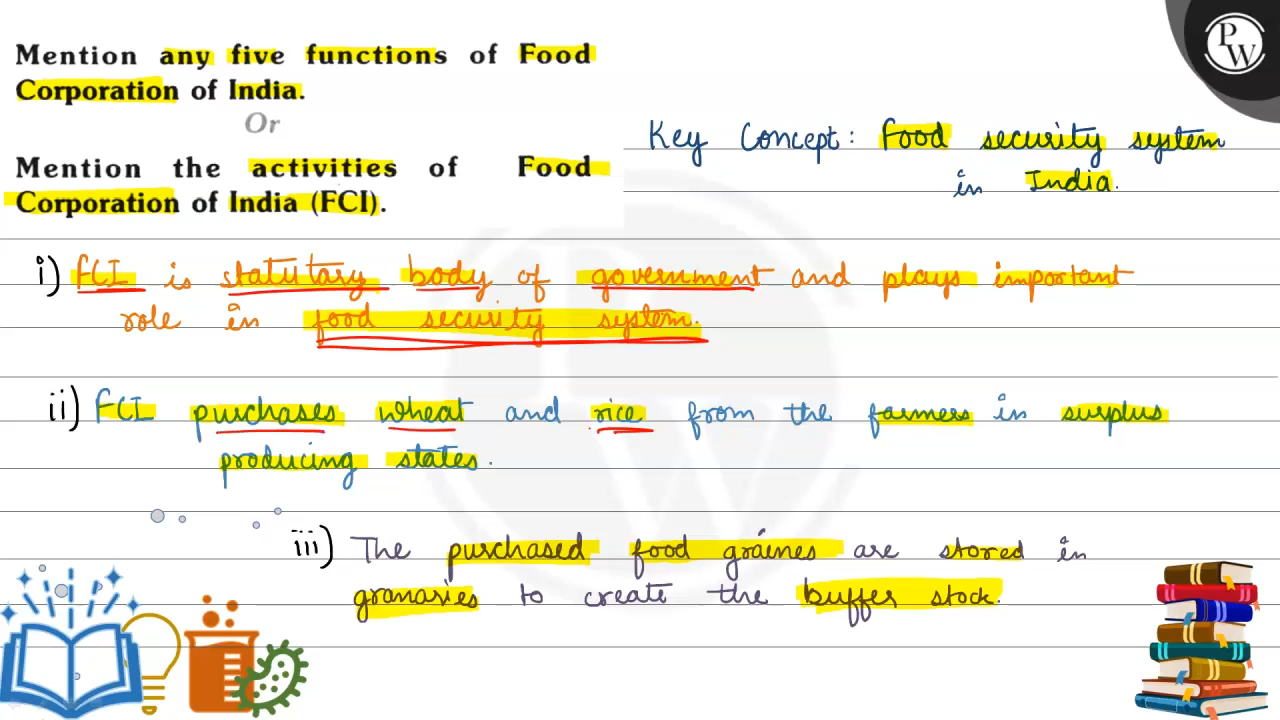 Mention any five functions of Food
Corporation of India.
Or
Mention the activities of Food
Corporation of India (FCI).
PW
Key Concept: Food security system
in India.
i) FCI is statutary body of government and plays important
role in food security system.
ii) FCI purchases wheat and rice from the farmers in surplus
producing states.
iii) The purchased food graines are stored in
granaries to create the buffer stock.